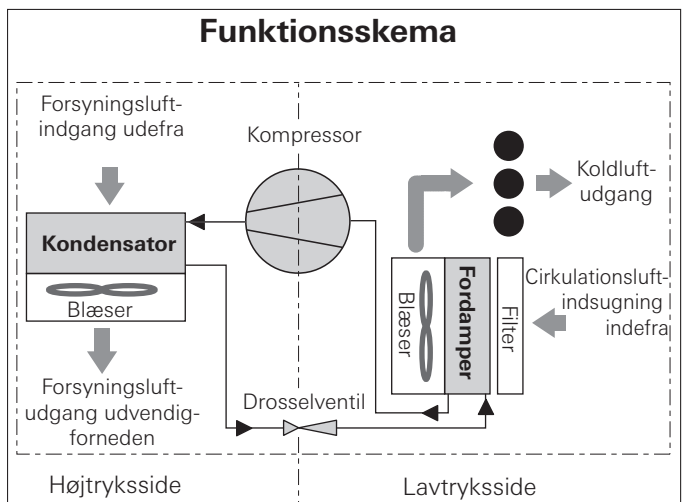 Funktionsskema
Forsyningsluft-
indgang udefra
Kompressor
Koldluft-
udgang
Kondensator
Blæser
Blæser
Fordamper
Filter
Cirkulationsluft-
indsugning
indefra
Forsyningsluft-
udgang udvendig-
forneden
Drosselventil
Højtryksside
Lavtryksside